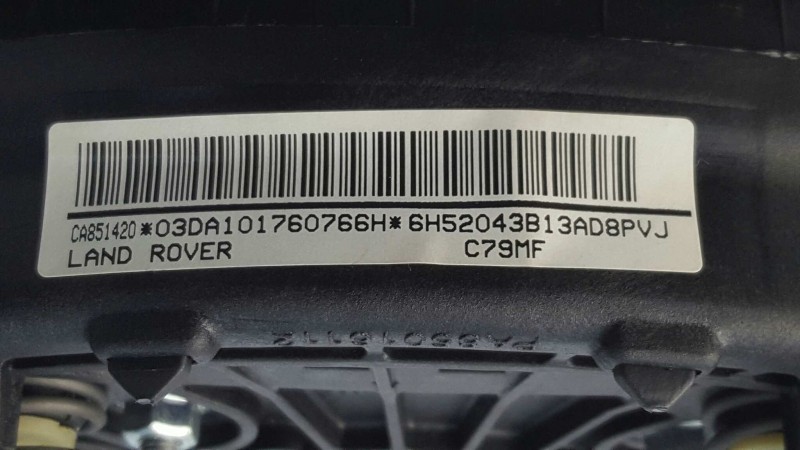 CA851420*03DA101760766H*6H52043B13AD8PVJ
LAND ROVER C79MF